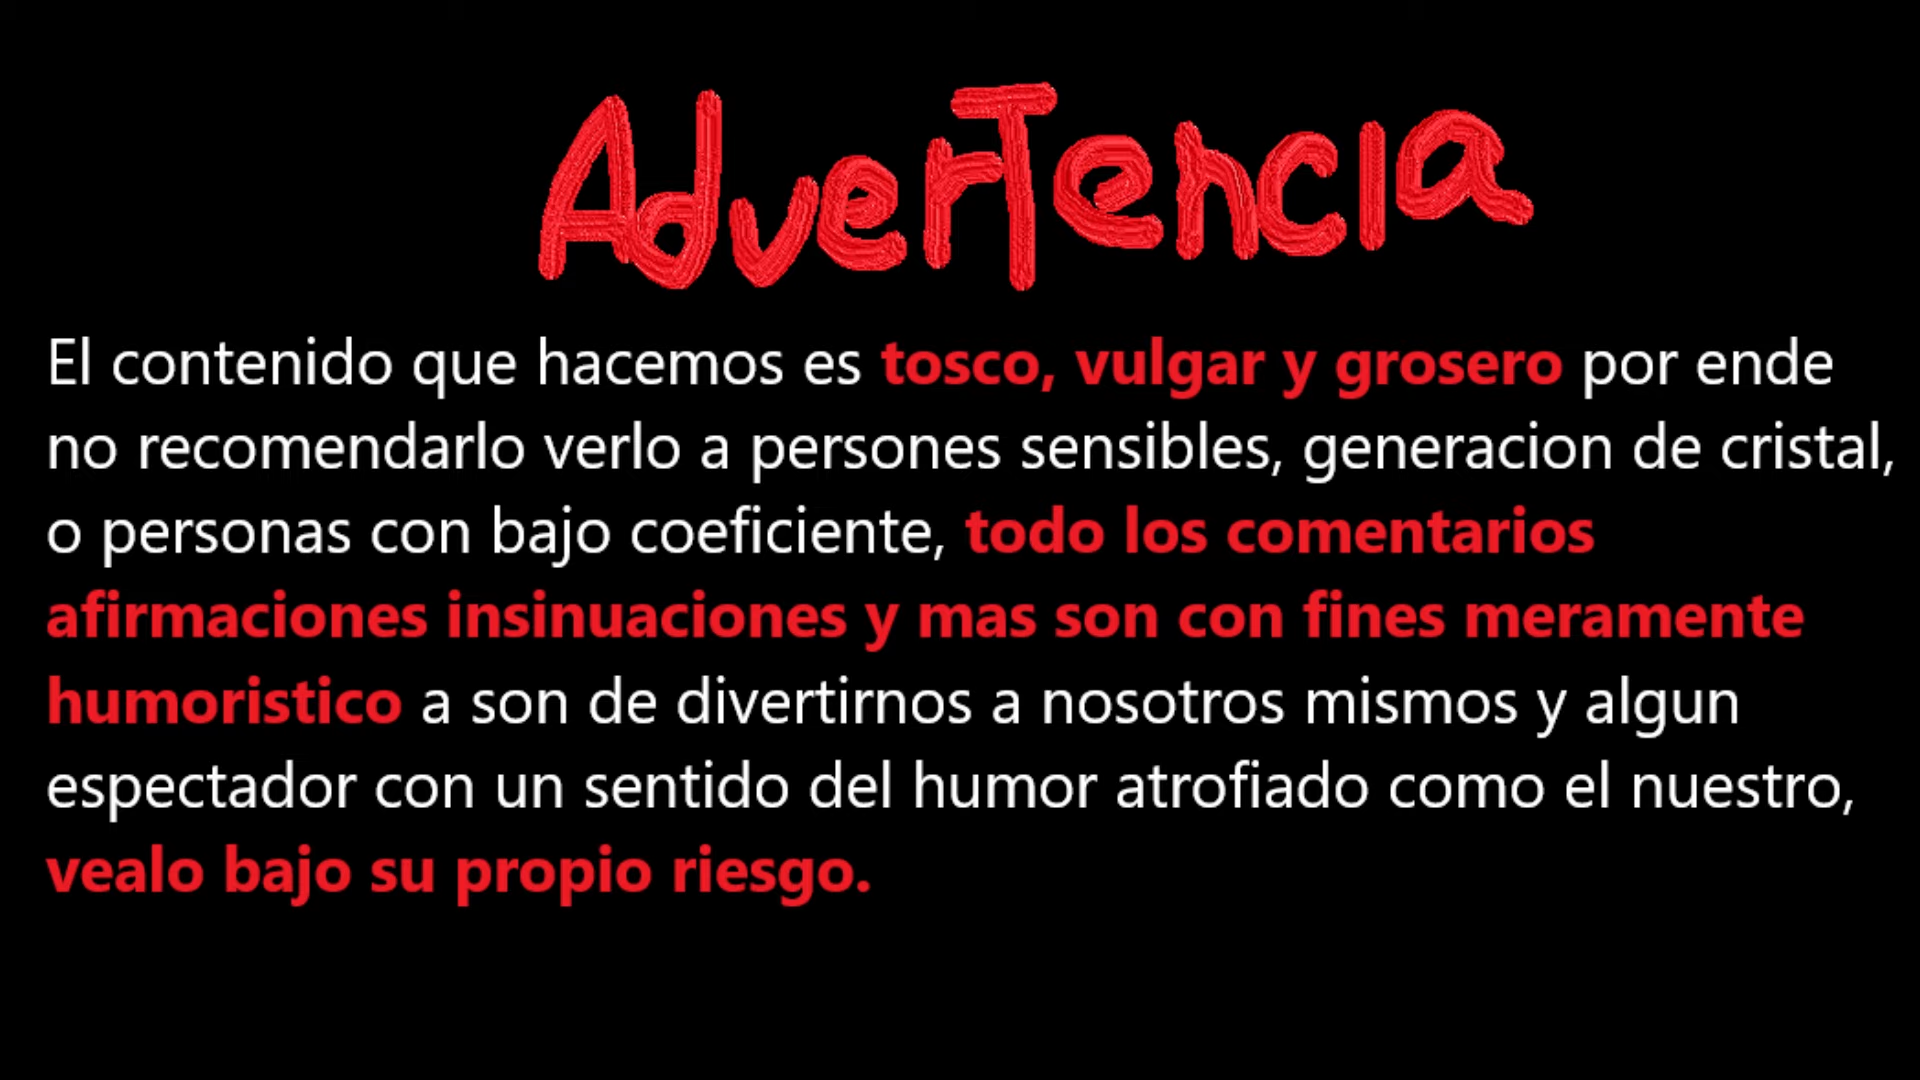 AdverTencia
El contenido que hacemos es tosco, vulgar y grosero por ende
no recomendarlo verlo a persones sensibles, generacion de cristal,
o personas con bajo coeficiente, todo los comentarios
afirmaciones insinuaciones y mas son con fines meramente
humoristico a son de divertirnos a nosotros mismos y algun
espectador con un sentido del humor atrofiado como el nuestro,
vealo bajo su propio riesgo.